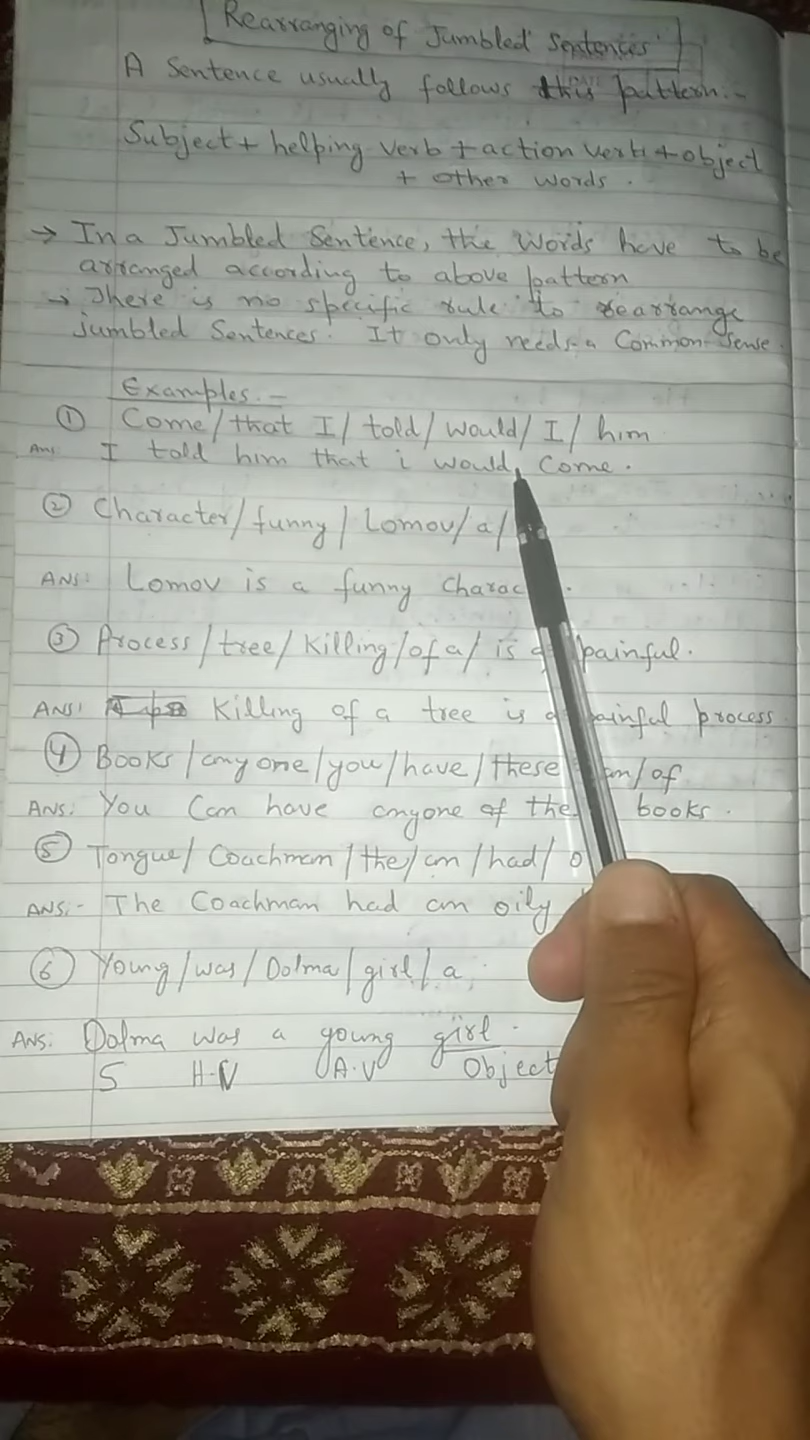 Rearranging of Jumbled Sentences
A Sentence usually follows this pattern:-
Subject + helping verb + action verb + object
+ other words.
→ In a Jumbled Sentence, the Words have to be
arranged according to above pattern
→ There is no specific rule to rearrange
jumbled Sentences. It only needs a Common Sense.
Examples:-
① Come/that I/told/would/I/him
Ans I told him that i would come.
② Character/funny/Lomov/a/
ANS: Lomov is a funny
③ Process/tree/Killing/of a/is painful.
ANS: Killing of a tree is painful process
④ Books/anyone/you/have/these /of
ANS: You Can have anyone of books.
⑤ Tongue/Coachman/the/an/had/
ANS:- The Coachman had an oily
⑥ Young/was/Dolma/girl/a.
ANS: Dolma was a young girl.
S H.V A.V Object